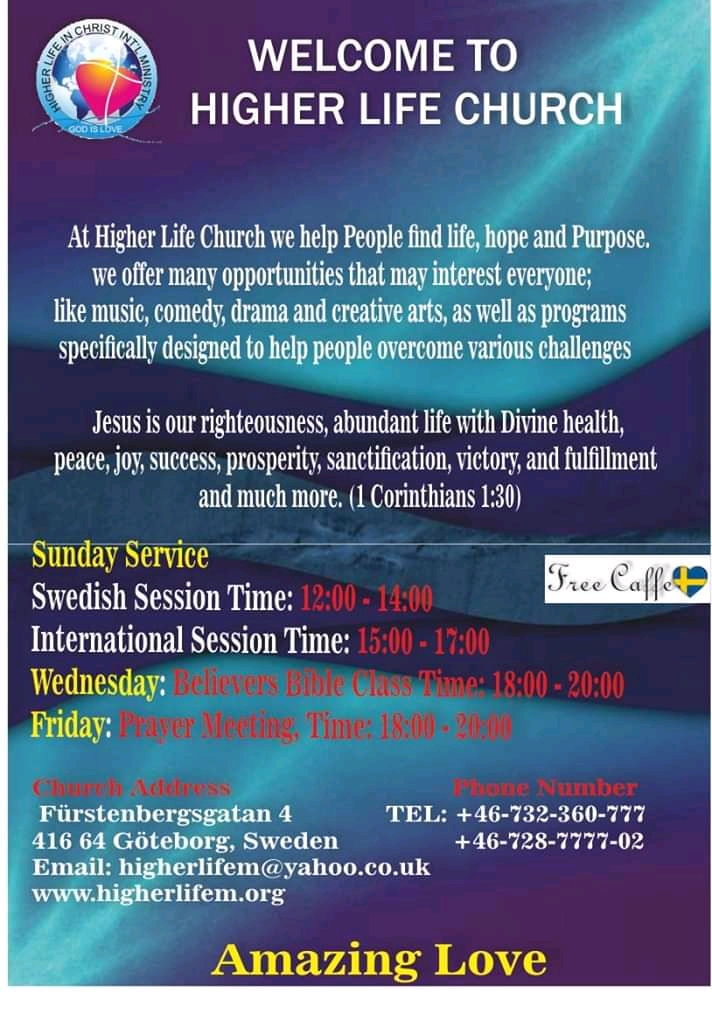 HIGHER LIFE IN CHRIST INT'L MINISTRY
GOD IS LOVE
WELCOME TO
HIGHER LIFE CHURCH
At Higher Life Church we help People find life, hope and Purpose.
we offer many opportunities that may interest everyone;
like music, comedy, drama and creative arts, as well as programs
specifically designed to help people overcome various challenges
Jesus is our righteousness, abundant life with Divine health,
peace, joy, success, prosperity, sanctification, victory, and fulfillment
and much more. (1 Corinthians 1:30)
Sunday Service
Free Caffe
Swedish Session Time: 12:00 - 14:00
International Session Time: 15:00 - 17:00
Wednesday: Believers Bible Class Time: 18:00 - 20:00
Friday: Prayer Meeting, Time: 18:00 - 20:00
Church Address
Fürstenbergsgatan 4
416 64 Göteborg, Sweden
Email: higherlifem@yahoo.co.uk
www.higherlifem.org
Phone Number
TEL: +46-732-360-777
+46-728-7777-02
Amazing Love